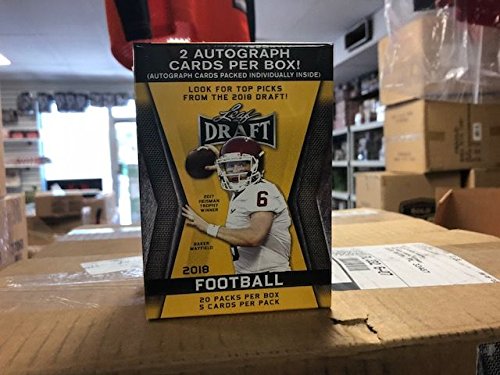 2 AUTOGRAPH
CARDS PER BOX!
(AUTOGRAPH CARDS PACKED INDIVIDUALLY INSIDE)
LOOK FOR TOP PICKS
FROM THE 2018 DRAFT!
Leaf
DRAFT
6
2017
HEISMAN
TROPHY
WINNER
BAKER
MAYFIELD
2018
FOOTBALL
20 PACKS PER BOX
5 CARDS PER PACK